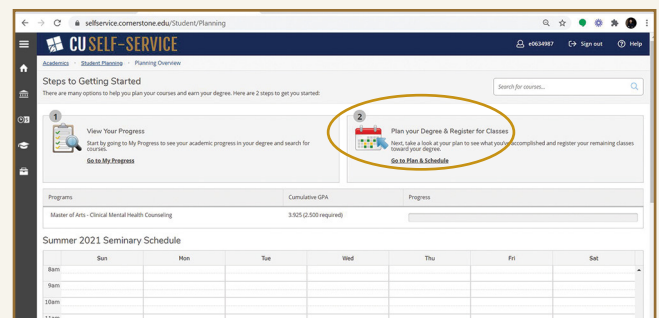 selfservice.cornerstone.edu/Student/Planning
CU SELF-SERVICE
e0634987 Sign out Help
Academics Student Planning Planning Overview
Steps to Getting Started
There are many options to help you plan your courses and earn your degree. Here are 2 steps to get you started:
Search for courses...
1
View Your Progress
Start by going to My Progress to see your academic progress in your degree and search for
courses.
Go to My Progress
2
Plan your Degree & Register for Classes
Next, take a look at your plan to see what you've accomplished and register your remaining classes
toward your degree.
Go to Plan & Schedule
Programs Cumulative GPA Progress
Master of Arts - Clinical Mental Health Counseling 3.925 (2.500 required)
Summer 2021 Seminary Schedule
Sun Mon Tue Wed Thu Fri Sat
8am
9am
10am
11am